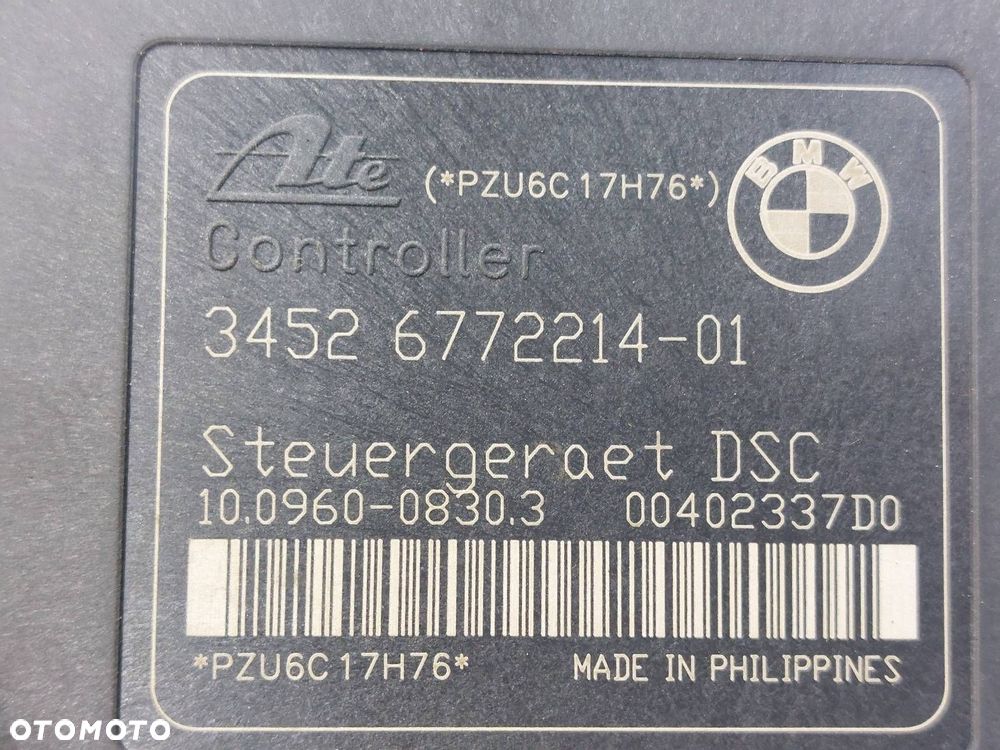 Ate
(*PZU6C17H76*)
BMW
Controller
3452 6772214-01
Steuergeraet DSC
10.0960-0830.3 00402337D0
*PZU6C17H76* MADE IN PHILIPPINES
OTOMOTO
OTOMOTO